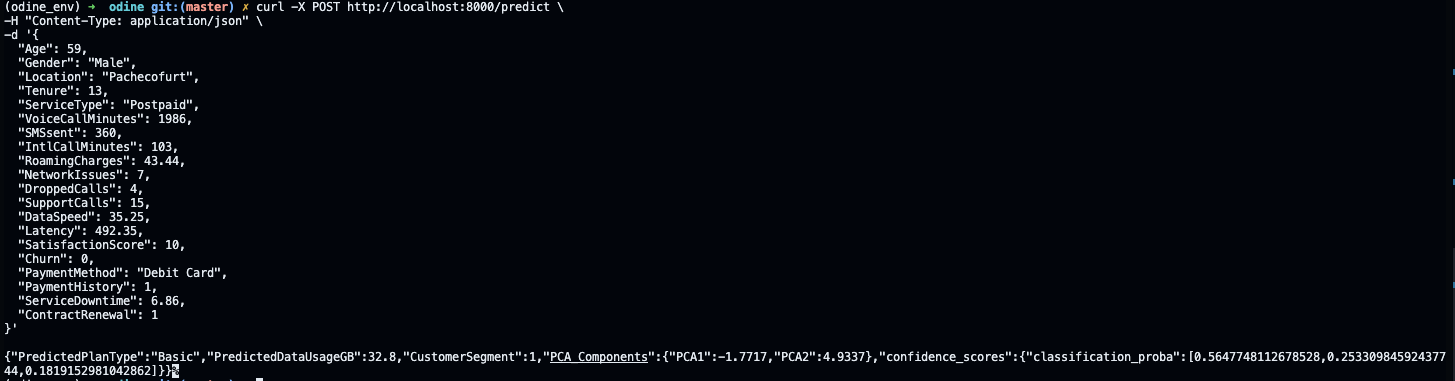 (odine_env) ➜  odine git:(master) ✗ curl -X POST http://localhost:8000/predict \
-H "Content-Type: application/json" \
-d '{
  "Age": 59,
  "Gender": "Male",
  "Location": "Pachecofurt",
  "Tenure": 13,
  "ServiceType": "Postpaid",
  "VoiceCallMinutes": 1986,
  "SMSsent": 360,
  "IntlCallMinutes": 103,
  "RoamingCharges": 43.44,
  "NetworkIssues": 7,
  "DroppedCalls": 4,
  "SupportCalls": 15,
  "DataSpeed": 35.25,
  "Latency": 492.35,
  "SatisfactionScore": 10,
  "Churn": 0,
  "PaymentMethod": "Debit Card",
  "PaymentHistory": 1,
  "ServiceDowntime": 6.86,
  "ContractRenewal": 1
}'
{"PredictedPlanType":"Basic","PredictedDataUsageGB":32.8,"CustomerSegment":1,"PCA Components":{"PCA1":-1.7717,"PCA2":4.9337},"confidence_scores":{"classification_proba":[0.5647748112678528,0.253309845924377
44,0.1819152981042862]}}%